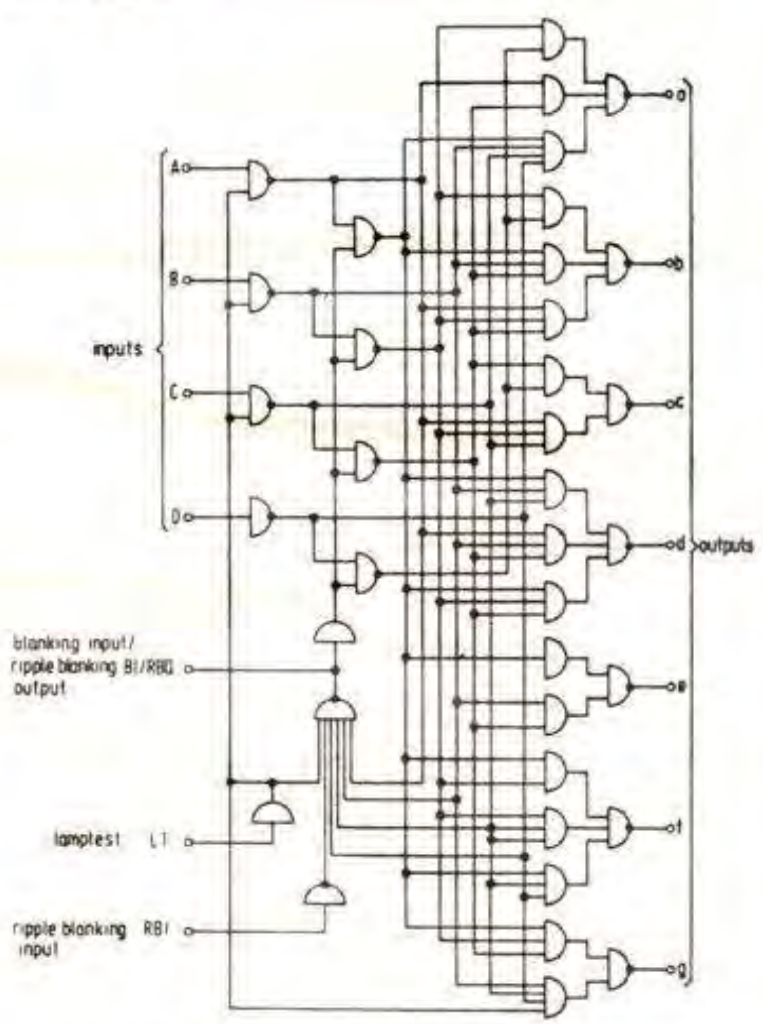 a
A
b
B
inputs
C
c
D
d
outputs
blanking input/
ripple blanking BI/RBO
output
e
lamptest LT
f
ripple blanking RBI
input
g